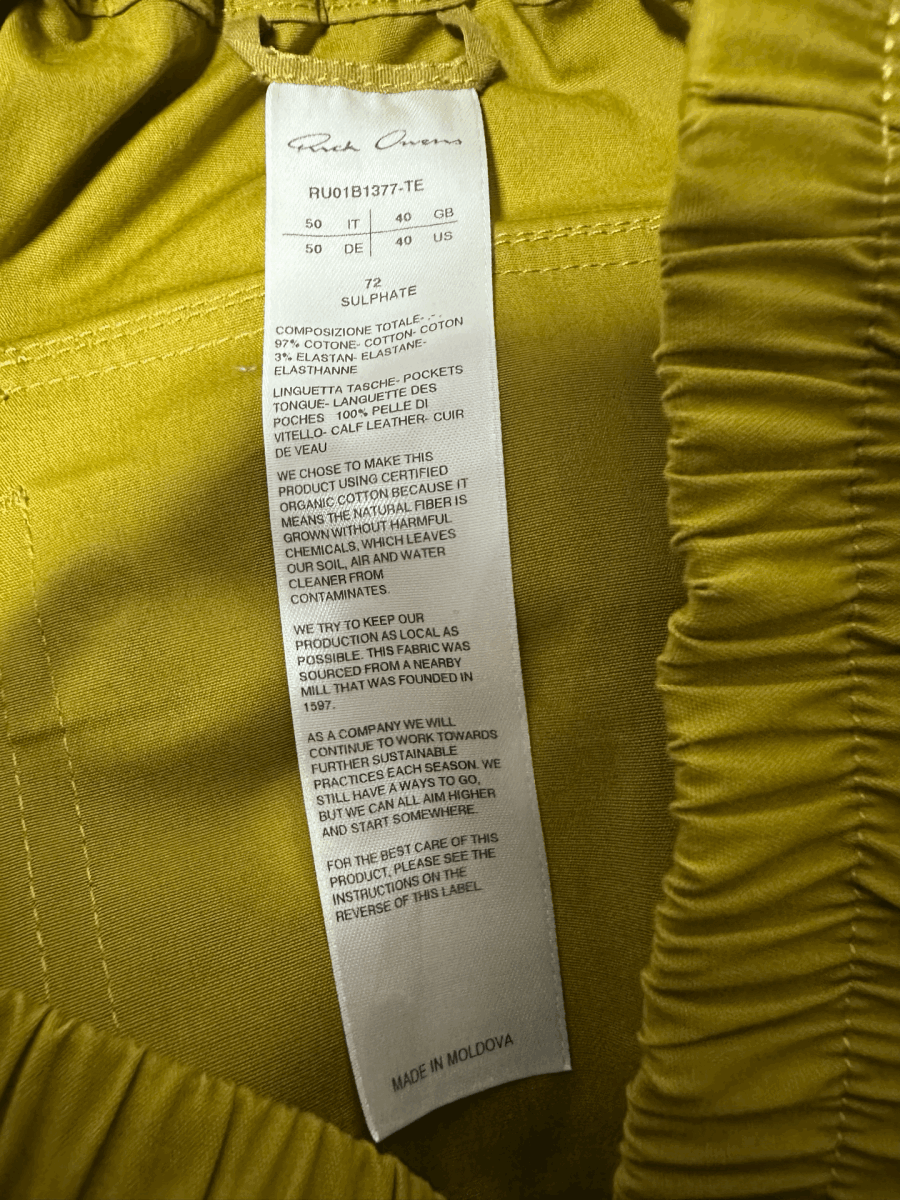 Rick Owens
RU01B1377-TE
50 IT 40 GB
50 DE 40 US
72
SULPHATE
COMPOSIZIONE TOTALE- .- .
97% COTONE- COTTON- COTON
3% ELASTAN- ELASTANE-
ELASTHANNE
LINGUETTA TASCHE- POCKETS
TONGUE- LANGUETTE DES
POCHES 100% PELLE DI
VITELLO- CALF LEATHER- CUIR
DE VEAU
WE CHOSE TO MAKE THIS
PRODUCT USING CERTIFIED
ORGANIC COTTON BECAUSE IT
MEANS THE NATURAL FIBER IS
GROWN WITHOUT HARMFUL
CHEMICALS, WHICH LEAVES
OUR SOIL, AIR AND WATER
CLEANER FROM
CONTAMINATES.
WE TRY TO KEEP OUR
PRODUCTION AS LOCAL AS
POSSIBLE. THIS FABRIC WAS
SOURCED FROM A NEARBY
MILL THAT WAS FOUNDED IN
1597.
AS A COMPANY WE WILL
CONTINUE TO WORK TOWARDS
FURTHER SUSTAINABLE
PRACTICES EACH SEASON. WE
STILL HAVE A WAYS TO GO,
BUT WE CAN ALL AIM HIGHER
AND START SOMEWHERE.
FOR THE BEST CARE OF THIS
PRODUCT, PLEASE SEE THE
INSTRUCTIONS ON THE
REVERSE OF THIS LABEL
MADE IN MOLDOVA